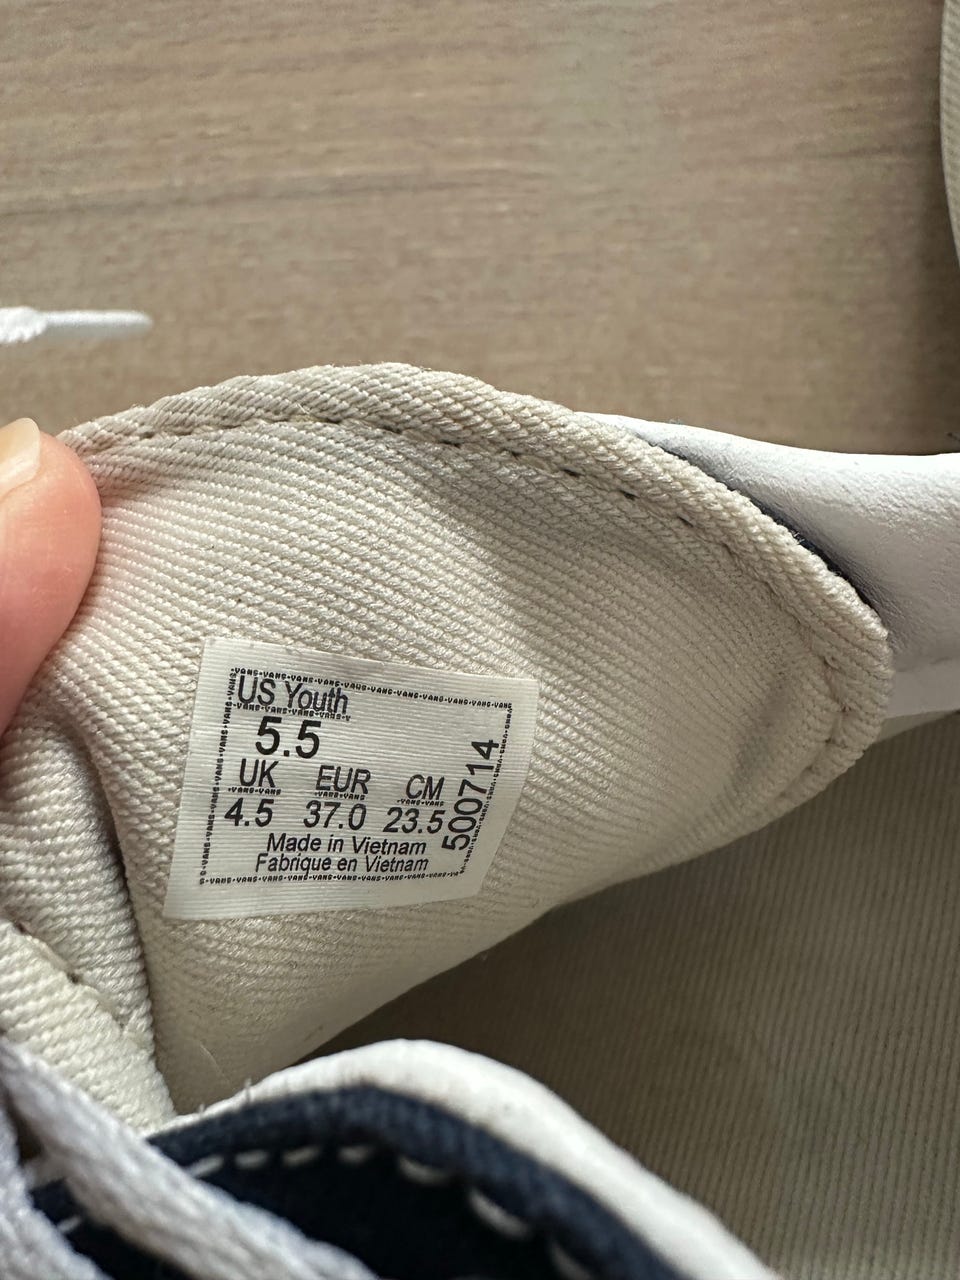 US Youth
5.5
UK EUR CM
4.5 37.0 23.5
Made in Vietnam
Fabrique en Vietnam
500714
VANS